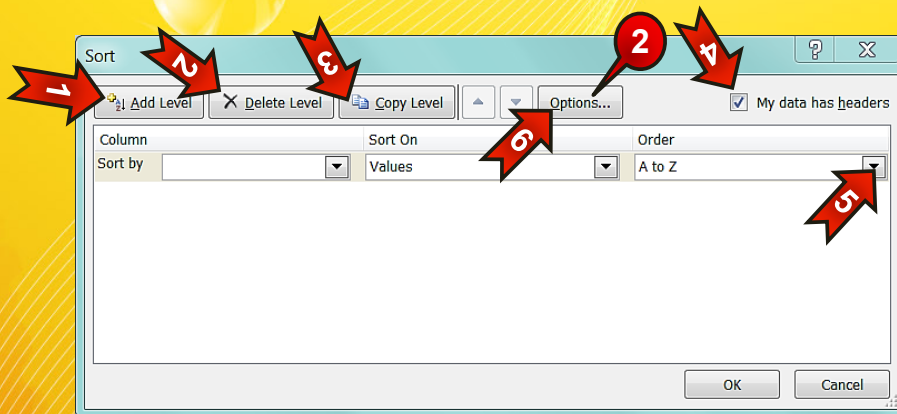 Sort
1 2 3 2 4
Add Level Delete Level Copy Level Options... My data has headers
6
Column Sort On Order
Sort by Values A to Z
5
OK Cancel